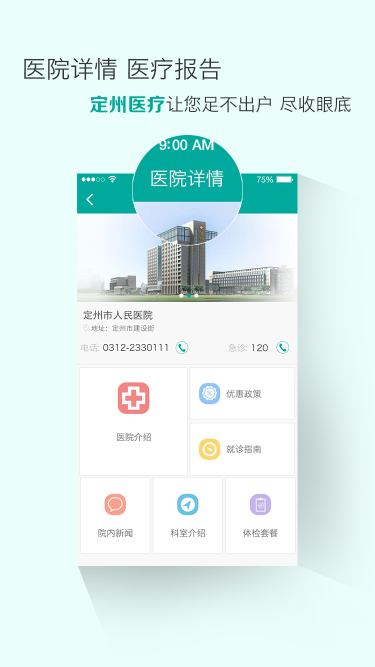 医院详情 医疗报告
定州医疗让您足不出户 尽收眼底
9:00 AM
75%
医院详情
定州市人民医院
地址：定州市建设街
电话: 0312-2330111 急诊: 120
医院介绍
优惠政策
就诊指南
院内新闻 科室介绍 体检套餐